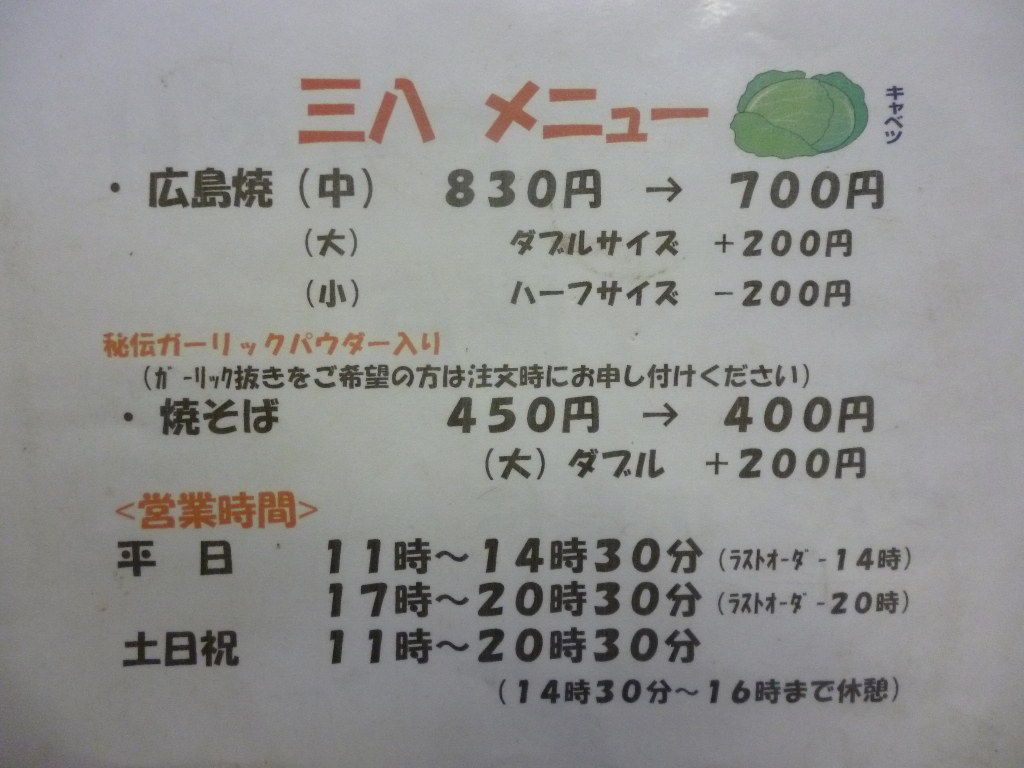 三八 メニュー
キャベツ
・広島焼（中） 830円 → 700円
（大） ダブルサイズ ＋200円
（小） ハーフサイズ －200円
秘伝ガーリックパウダー入り
（ｶﾞｰﾘｯｸ抜きをご希望の方は注文時にお申し付けください）
・焼そば 450円 → 400円
（大）ダブル ＋200円
<営業時間>
平 日 11時～14時30分（ﾗｽﾄｵｰﾀﾞｰ14時）
17時～20時30分（ﾗｽﾄｵｰﾀﾞｰ20時）
土日祝 11時～20時30分
（14時30分～16時まで休憩）